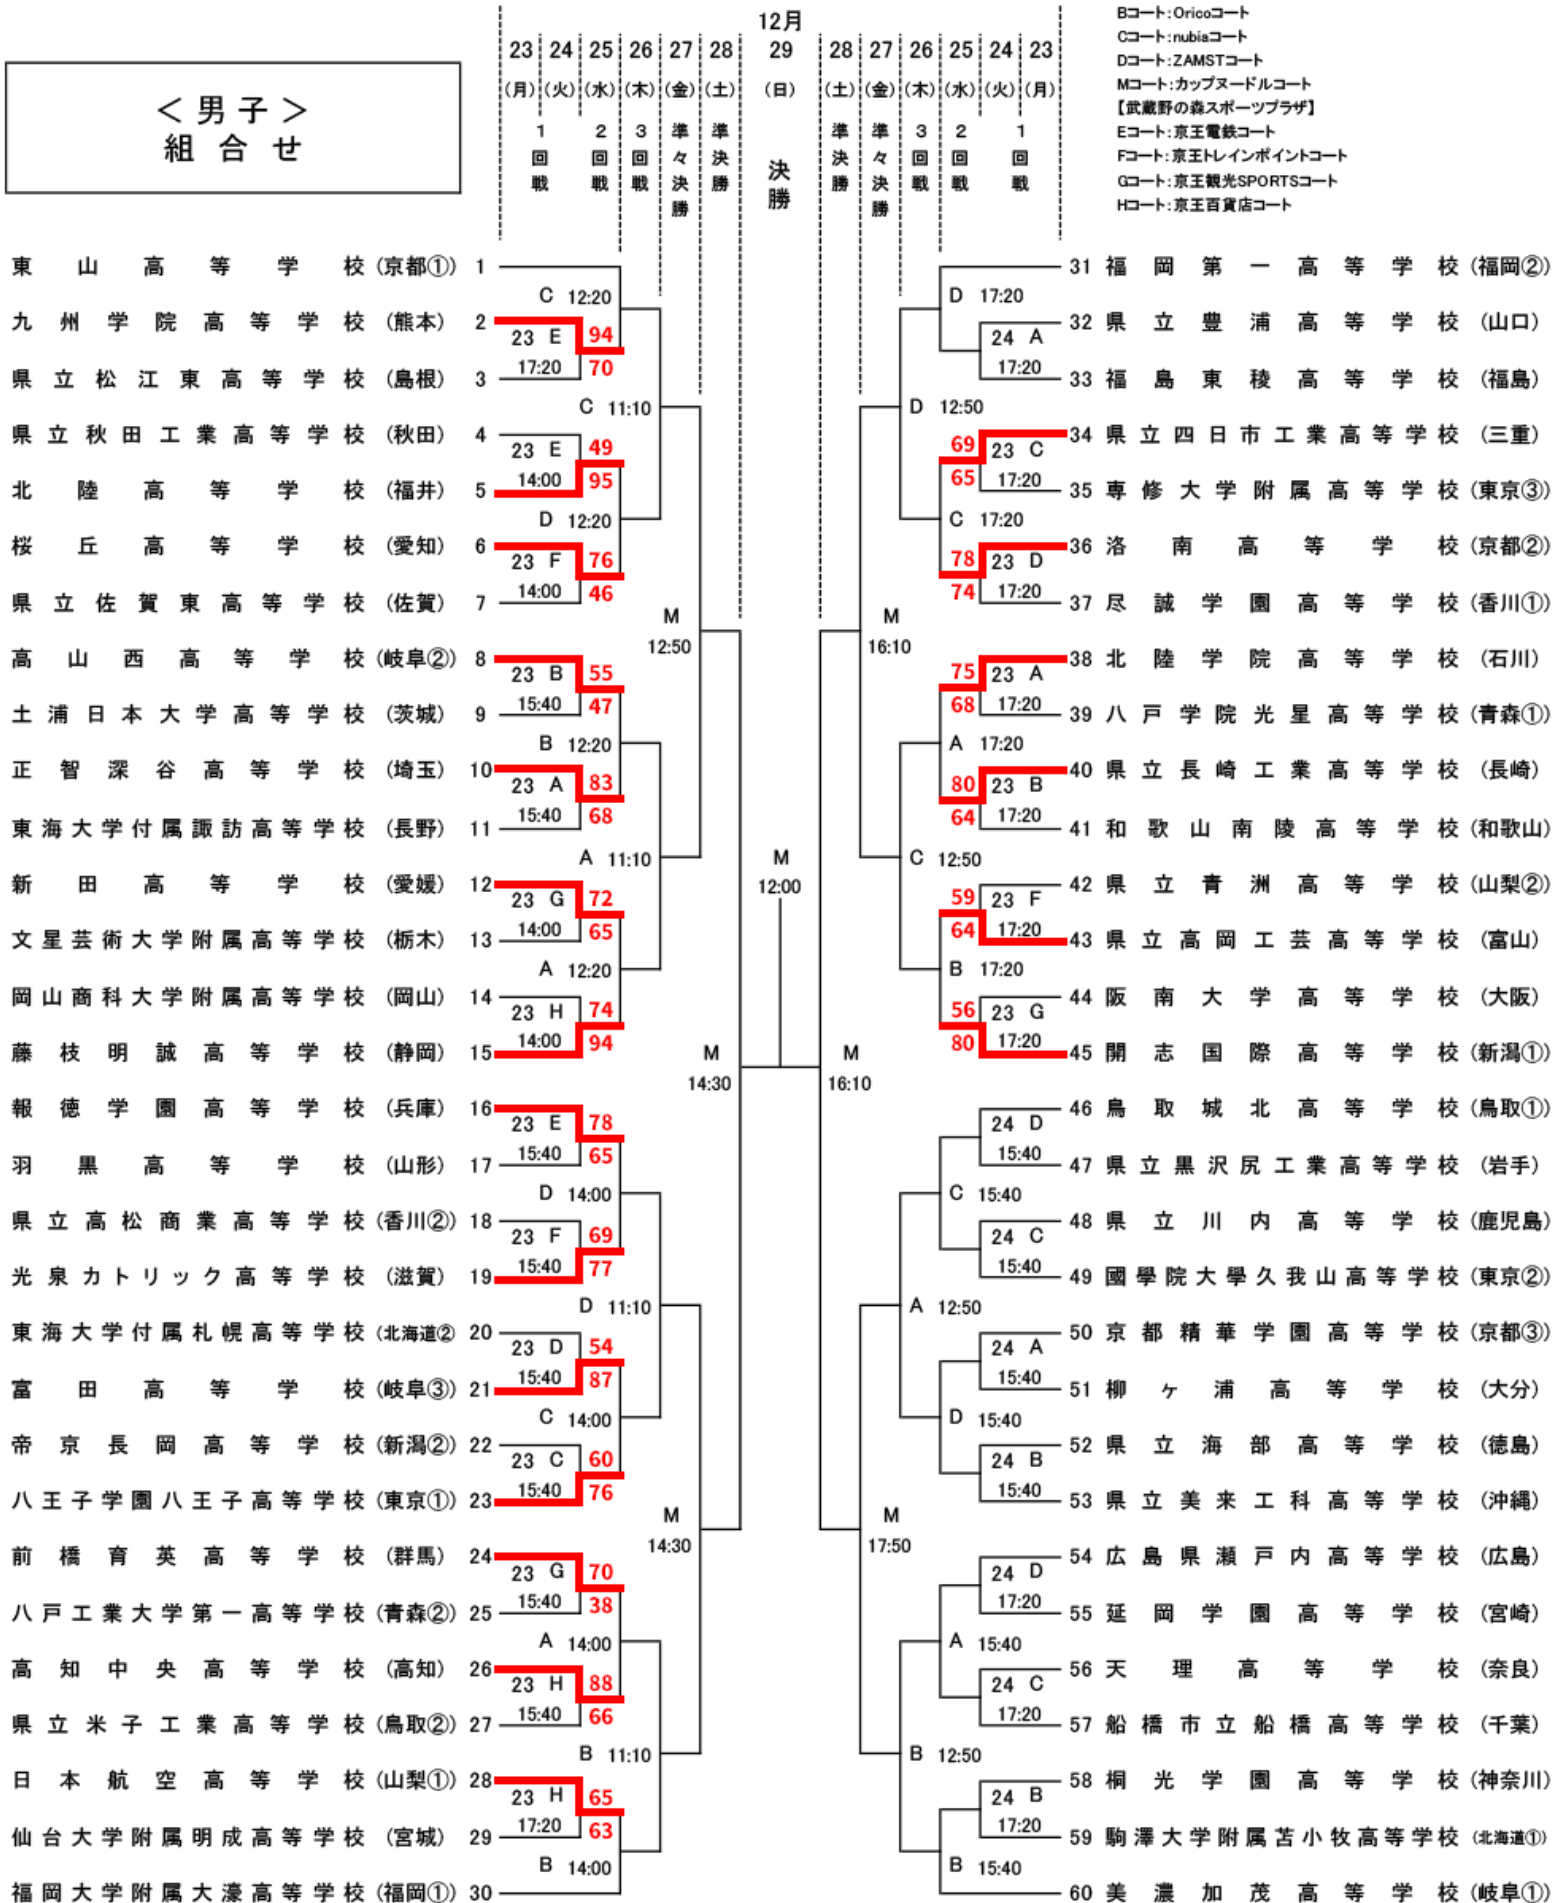 ＜男子＞
組 合 せ
12月
23 24 25 26 27 28 29 28 27 26 25 24 23
(月) (火) (水) (木) (金) (土) (日) (土) (金) (木) (水) (火) (月)
1回戦 2回戦 3回戦 準々決勝 準決勝 決勝 準決勝 準々決勝 3回戦 2回戦 1回戦
Bコート:Oricoコート
Cコート:nubiaコート
Dコート:ZAMSTコート
Mコート:カップヌードルコート
【武蔵野の森スポーツプラザ】
Eコート:京王電鉄コート
Fコート:京王トレインポイントコート
Gコート:京王観光SPORTSコート
Hコート:京王百貨店コート
東山高等学校(京都①) 1
C 12:20
九州学院高等学校(熊本) 2
23 E 94
17:20 70
県立松江東高等学校(島根) 3
C 11:10
県立秋田工業高等学校(秋田) 4
23 E 49
14:00 95
北陸高等学校(福井) 5
D 12:20
桜丘高等学校(愛知) 6
23 F 76
14:00 46
県立佐賀東高等学校(佐賀) 7
M
12:50
高山西高等学校(岐阜②) 8
23 B 55
15:40 47
土浦日本大学高等学校(茨城) 9
B 12:20
正智深谷高等学校(埼玉) 10
23 A 83
15:40 68
東海大学付属諏訪高等学校(長野) 11
A 11:10
新田高等学校(愛媛) 12
23 G 72
14:00 65
文星芸術大学附属高等学校(栃木) 13
A 12:20
岡山商科大学附属高等学校(岡山) 14
23 H 74
14:00 94
藤枝明誠高等学校(静岡) 15
M
14:30
報徳学園高等学校(兵庫) 16
23 E 78
15:40 65
羽黒高等学校(山形) 17
D 14:00
県立高松商業高等学校(香川②) 18
23 F 69
15:40 77
光泉カトリック高等学校(滋賀) 19
D 11:10
東海大学付属札幌高等学校(北海道② 20
23 D 54
15:40 87
富田高等学校(岐阜③) 21
C 14:00
帝京長岡高等学校(新潟②) 22
23 C 60
15:40 76
八王子学園八王子高等学校(東京①) 23
M
14:30
前橋育英高等学校(群馬) 24
23 G 70
15:40 38
八戸工業大学第一高等学校(青森②) 25
A 14:00
高知中央高等学校(高知) 26
23 H 88
15:40 66
県立米子工業高等学校(鳥取②) 27
B 11:10
日本航空高等学校(山梨①) 28
23 H 65
17:20 63
仙台大学附属明成高等学校(宮城) 29
B 14:00
福岡大学附属大濠高等学校(福岡①) 30
M
12:00
31 福岡第一高等学校(福岡②)
D 17:20
32 県立豊浦高等学校(山口)
24 A
17:20
33 福島東稜高等学校(福島)
D 12:50
34 県立四日市工業高等学校(三重)
69 23 C
65 17:20
35 専修大学附属高等学校(東京③)
C 17:20
36 洛南高等学校(京都②)
78 23 D
74 17:20
37 尽誠学園高等学校(香川①)
M
16:10
38 北陸学院高等学校(石川)
75 23 A
68 17:20
39 八戸学院光星高等学校(青森①)
A 17:20
40 県立長崎工業高等学校(長崎)
80 23 B
64 17:20
41 和歌山南陵高等学校(和歌山)
C 12:50
42 県立青洲高等学校(山梨②)
59 23 F
64 17:20
43 県立高岡工芸高等学校(富山)
B 17:20
44 阪南大学高等学校(大阪)
56 23 G
80 17:20
45 開志国際高等学校(新潟①)
M
16:10
46 鳥取城北高等学校(鳥取①)
24 D
15:40
47 県立黒沢尻工業高等学校(岩手)
C 15:40
48 県立川内高等学校(鹿児島)
24 C
15:40
49 國學院大學久我山高等学校(東京②)
A 12:50
50 京都精華学園高等学校(京都③)
24 A
15:40
51 柳ヶ浦高等学校(大分)
D 15:40
52 県立海部高等学校(徳島)
24 B
15:40
53 県立美来工科高等学校(沖縄)
M
17:50
54 広島県瀬戸内高等学校(広島)
24 D
17:20
55 延岡学園高等学校(宮崎)
A 15:40
56 天理高等学校(奈良)
24 C
17:20
57 船橋市立船橋高等学校(千葉)
B 12:50
58 桐光学園高等学校(神奈川)
24 B
17:20
59 駒澤大学附属苫小牧高等学校(北海道①)
B 15:40
60 美濃加茂高等学校(岐阜①)